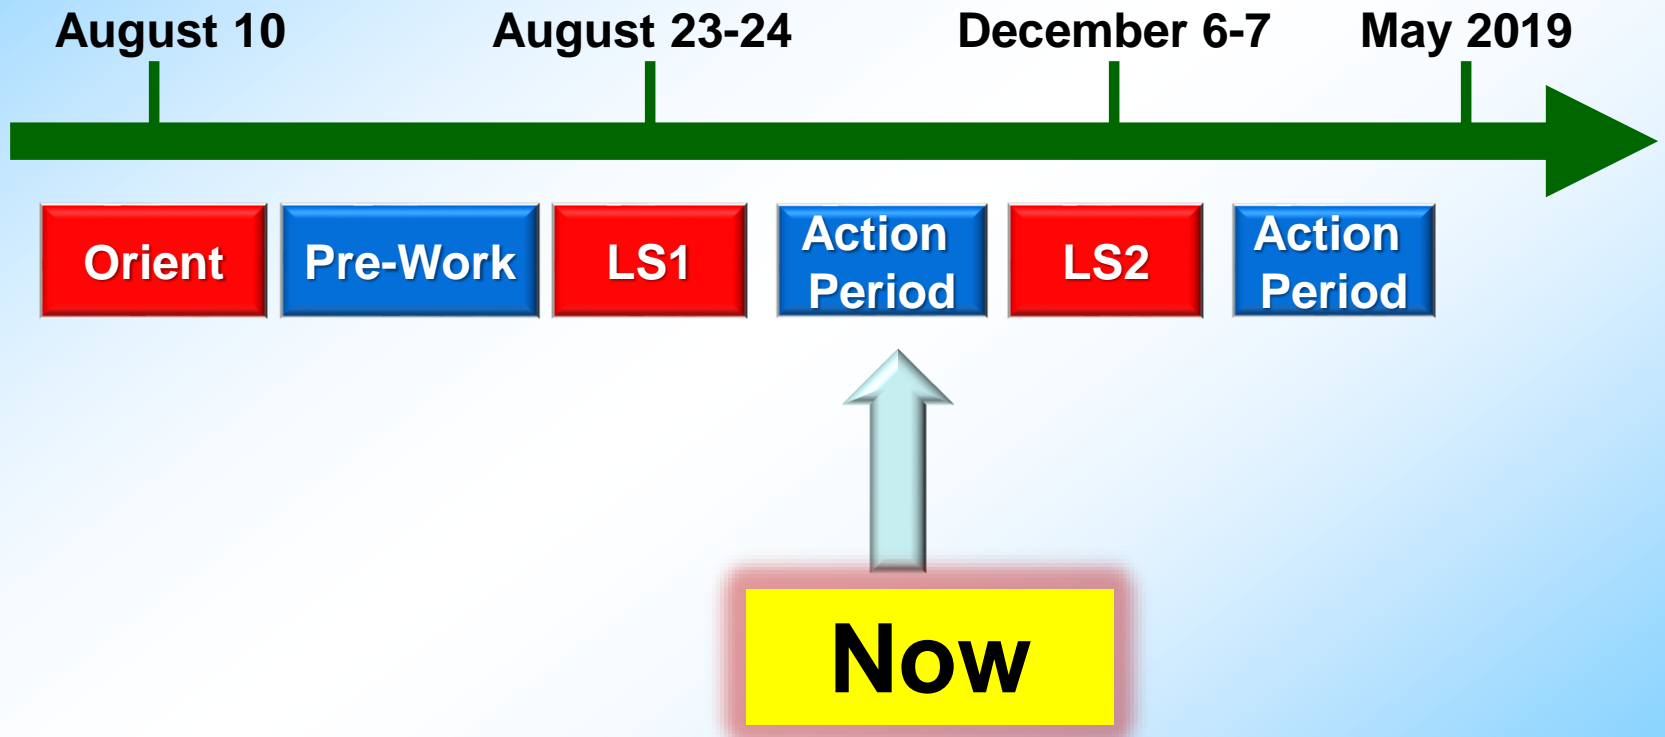 August 10 August 23-24 December 6-7 May 2019
Orient Pre-Work LS1 Action Period LS2 Action Period
Now